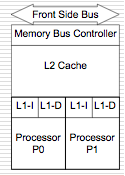 Front Side Bus
Memory Bus Controller
L2 Cache
L1-I L1-D L1-I L1-D
Processor Processor
P0 P1